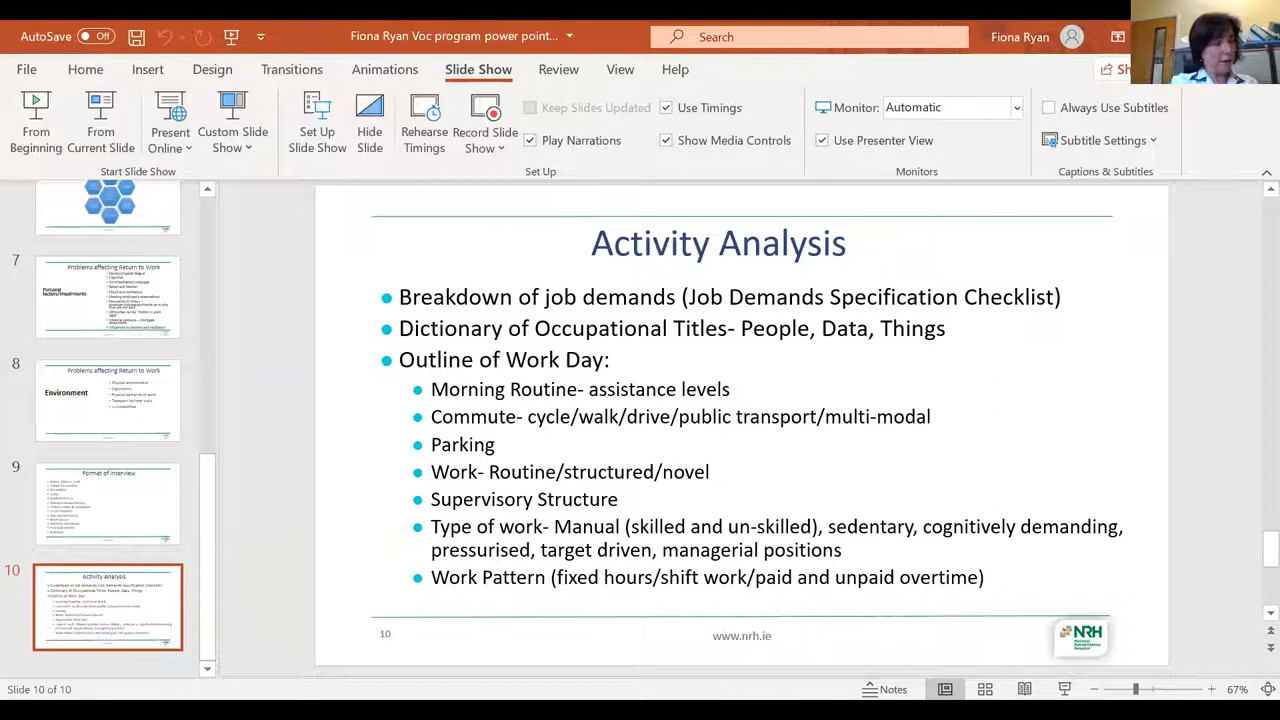 AutoSave Off
Fiona Ryan Voc program power point...
Search
Fiona Ryan
File Home Insert Design Transitions Animations Slide Show Review View Help
Sh
From Beginning
From Current Slide
Present Online
Custom Slide Show
Set Up Slide Show
Hide Slide
Rehearse Timings
Record Slide Show
Keep Slides Updated
Play Narrations
Use Timings
Show Media Controls
Monitor: Automatic
Use Presenter View
Always Use Subtitles
Subtitle Settings
Start Slide Show
Set Up
Monitors
Captions & Subtitles
7
Problems affecting Return to Work
8
Problems affecting Return to Work
Environment
9
Format of Interview
10
Activity Analysis
Activity Analysis
Breakdown of Job demands (Job Demands Specification Checklist)
Dictionary of Occupational Titles- People, Data, Things
Outline of Work Day:
Morning Routine- assistance levels
Commute- cycle/walk/drive/public transport/multi-modal
Parking
Work- Routine/structured/novel
Supervisory Structure
Type of work- Manual (skilled and un-skilled), sedentary, cognitively demanding,
pressurised, target driven, managerial positions
Work Pattern (fixed hours/shift work/paid and unpaid overtime)
10
www.nrh.ie
NRH
National
Rehabilitation
Hospital
Slide 10 of 10
Notes
67%